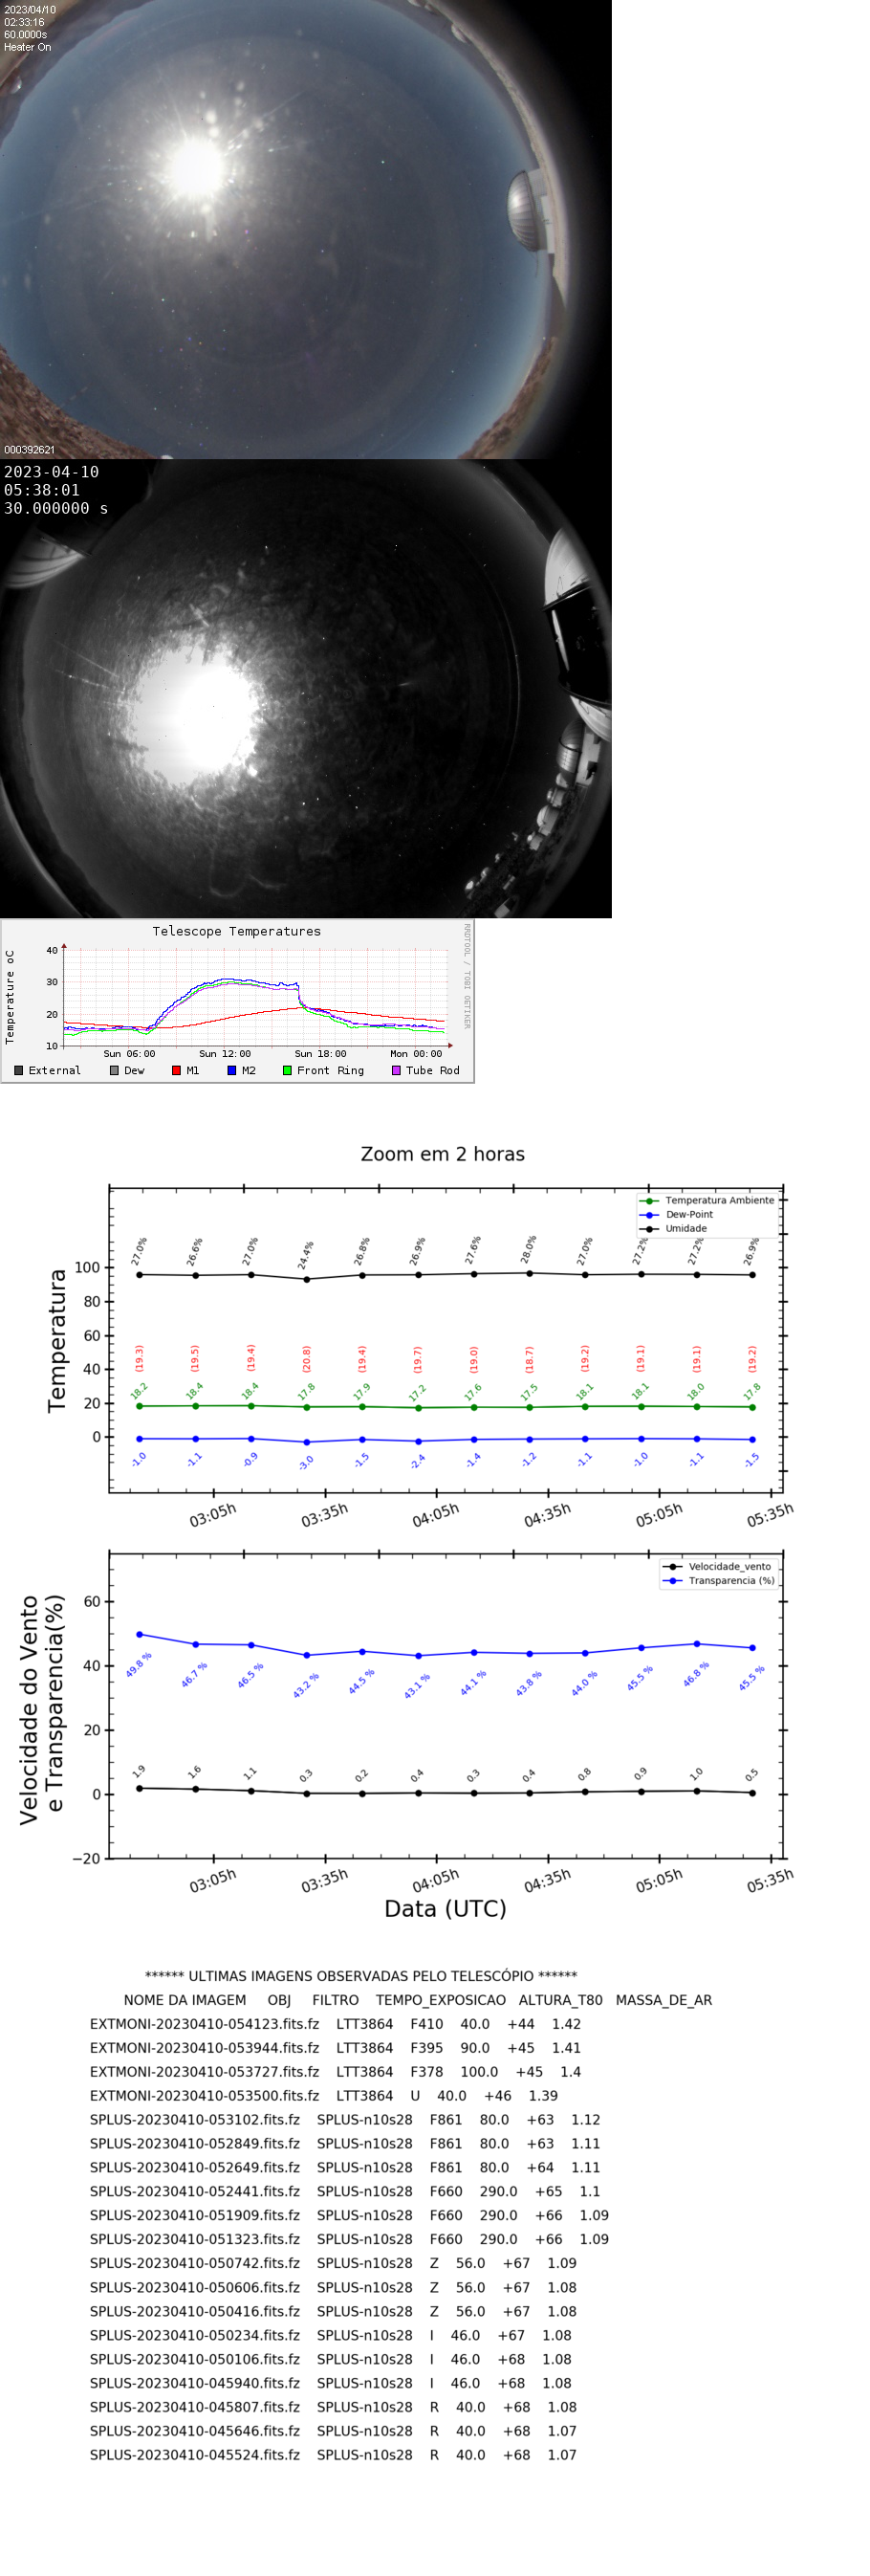 2023/04/10
02:33:16
60.0000s
Heater On
000392621
2023-04-10
05:38:01
30.000000 s
Telescope Temperatures
RRDTOOL / TOBI OETIKER
Temperature oC
40
30
20
10
Sun 06:00 Sun 12:00 Sun 18:00 Mon 00:00
External Dew M1 M2 Front Ring Tube Rod
Zoom em 2 horas
Temperatura Ambiente
Dew-Point
Umidade
Temperatura
100
80
60
40
20
0
27.0% 26.6% 27.0% 24.4% 26.8% 26.9% 27.6% 28.0% 27.0% 27.2% 27.2% 26.9%
(19.3) (19.5) (19.4) (20.8) (19.4) (19.7) (19.0) (18.7) (19.2) (19.1) (19.1) (19.2)
18.2 18.4 18.4 17.8 17.9 17.2 17.6 17.5 18.1 18.1 18.0 17.8
-1.0 -1.1 -0.9 -3.0 -1.5 -2.4 -1.4 -1.2 -1.1 -1.0 -1.1 -1.5
03:05h 03:35h 04:05h 04:35h 05:05h 05:35h
Velocidade_vento
Transparencia (%)
Velocidade do Vento
e Transparencia(%)
60
40
20
0
−20
49.8 % 46.7 % 46.5 % 43.2 % 44.5 % 43.1 % 44.1 % 43.8 % 44.0 % 45.5 % 46.8 % 45.5 %
1.9 1.6 1.1 0.3 0.2 0.4 0.3 0.4 0.8 0.9 1.0 0.5
03:05h 03:35h 04:05h 04:35h 05:05h 05:35h
Data (UTC)
****** ULTIMAS IMAGENS OBSERVADAS PELO TELESCÓPIO ******
NOME DA IMAGEM OBJ FILTRO TEMPO_EXPOSICAO ALTURA_T80 MASSA_DE_AR
EXTMONI-20230410-054123.fits.fz LTT3864 F410 40.0 +44 1.42
EXTMONI-20230410-053944.fits.fz LTT3864 F395 90.0 +45 1.41
EXTMONI-20230410-053727.fits.fz LTT3864 F378 100.0 +45 1.4
EXTMONI-20230410-053500.fits.fz LTT3864 U 40.0 +46 1.39
SPLUS-20230410-053102.fits.fz SPLUS-n10s28 F861 80.0 +63 1.12
SPLUS-20230410-052849.fits.fz SPLUS-n10s28 F861 80.0 +63 1.11
SPLUS-20230410-052649.fits.fz SPLUS-n10s28 F861 80.0 +64 1.11
SPLUS-20230410-052441.fits.fz SPLUS-n10s28 F660 290.0 +65 1.1
SPLUS-20230410-051909.fits.fz SPLUS-n10s28 F660 290.0 +66 1.09
SPLUS-20230410-051323.fits.fz SPLUS-n10s28 F660 290.0 +66 1.09
SPLUS-20230410-050742.fits.fz SPLUS-n10s28 Z 56.0 +67 1.09
SPLUS-20230410-050606.fits.fz SPLUS-n10s28 Z 56.0 +67 1.08
SPLUS-20230410-050416.fits.fz SPLUS-n10s28 Z 56.0 +67 1.08
SPLUS-20230410-050234.fits.fz SPLUS-n10s28 I 46.0 +67 1.08
SPLUS-20230410-050106.fits.fz SPLUS-n10s28 I 46.0 +68 1.08
SPLUS-20230410-045940.fits.fz SPLUS-n10s28 I 46.0 +68 1.08
SPLUS-20230410-045807.fits.fz SPLUS-n10s28 R 40.0 +68 1.08
SPLUS-20230410-045646.fits.fz SPLUS-n10s28 R 40.0 +68 1.07
SPLUS-20230410-045524.fits.fz SPLUS-n10s28 R 40.0 +68 1.07